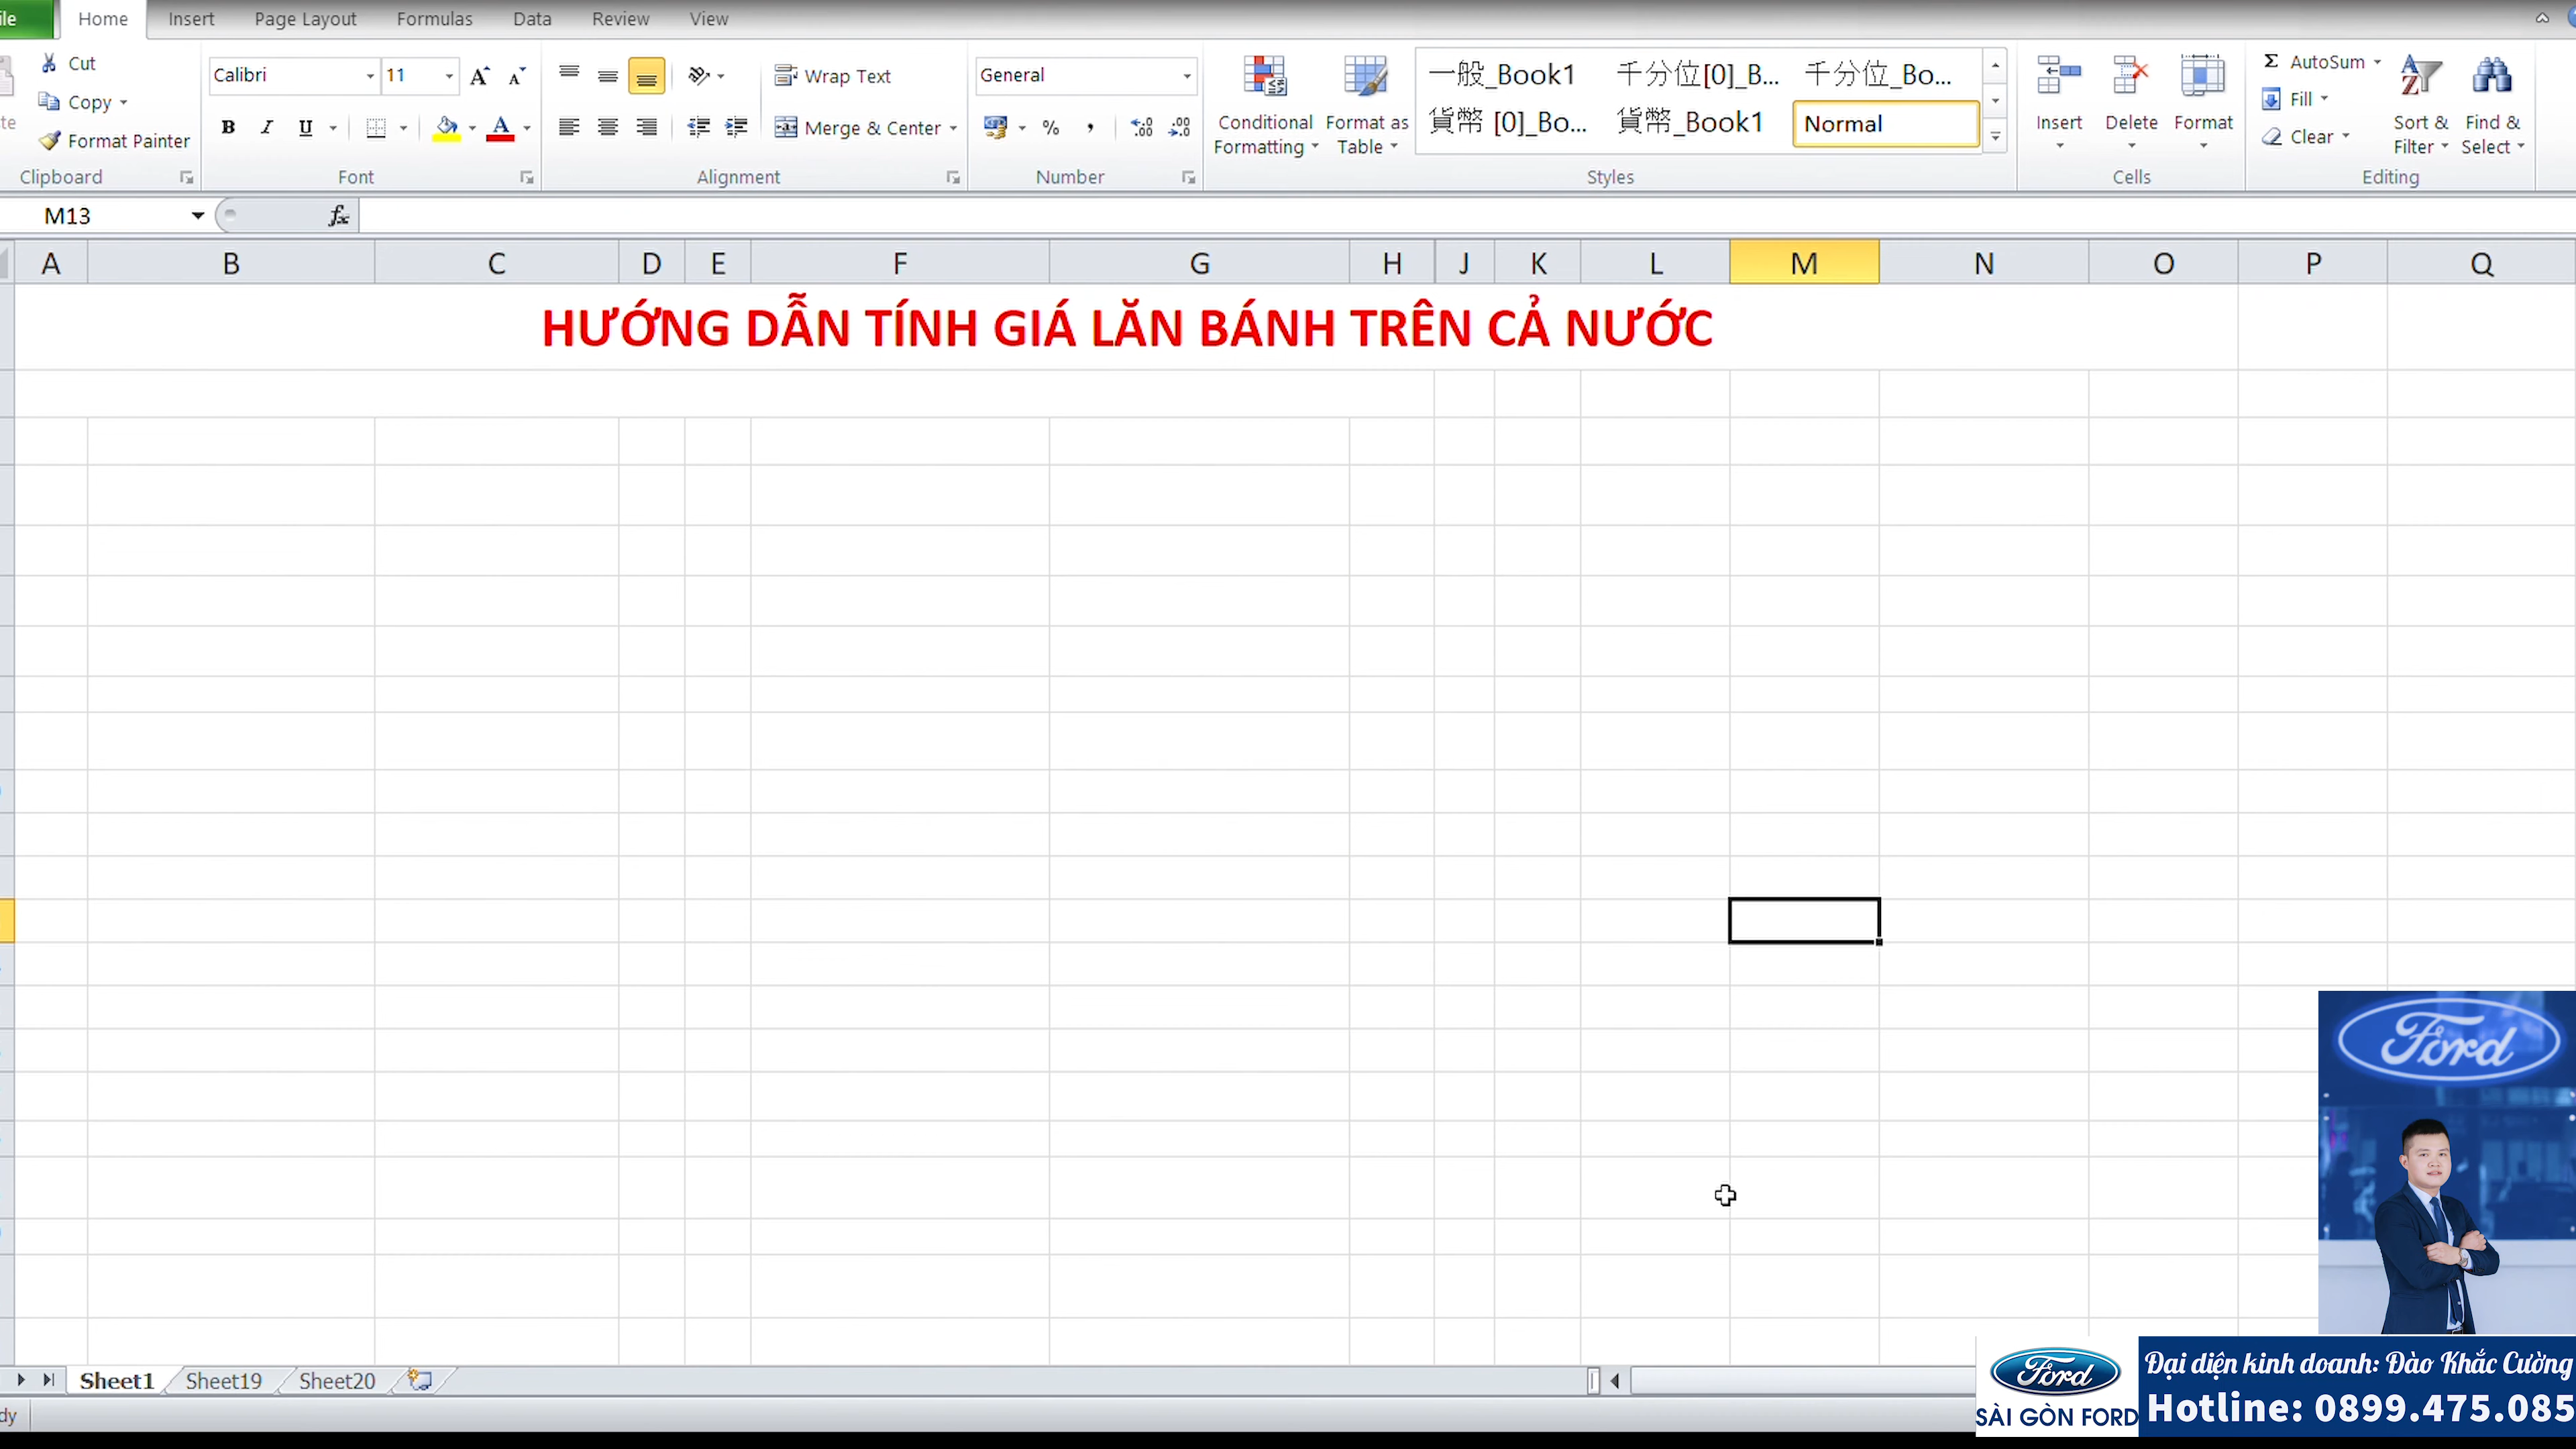 ile Home Insert Page Layout Formulas Data Review View
Cut
Copy
Format Painter
Clipboard
Calibri 11
B I U A
Font
Wrap Text
Merge & Center
Alignment
General
% ,
Number
Conditional Formatting
Format as Table
一般_Book1 千分位[0]_B... 千分位_Bo...
貨幣 [0]_Bo... 貨幣_Book1 Normal
Styles
Insert Delete Format
Cells
Σ AutoSum
Fill
Clear
Sort & Filter
Find & Select
Editing
M13 fx
A B C D E F G H J K L M N O P Q
HƯỚNG DẪN TÍNH GIÁ LĂN BÁNH TRÊN CẢ NƯỚC
Ford
Sheet1 Sheet19 Sheet20
dy
Ford
SÀI GÒN FORD
Đại diện kinh doanh: Đào Khắc Cường
Hotline: 0899.475.085